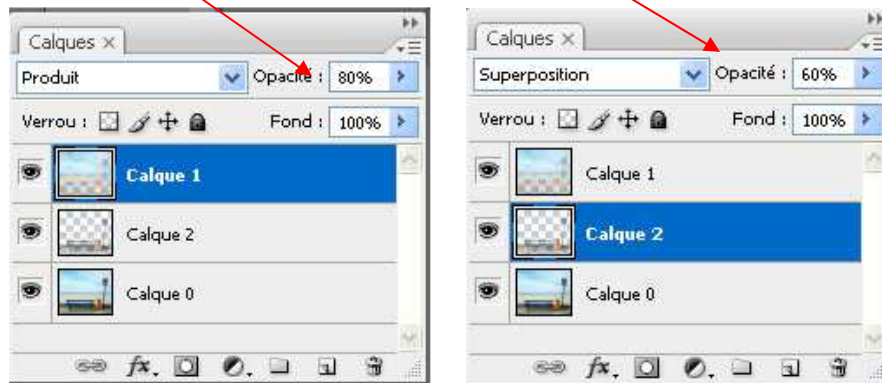 Calques ×
Produit Opacité : 80%
Verrou : Fond : 100%
Calque 1
Calque 2
Calque 0
fx.
Calques ×
Superposition Opacité : 60%
Verrou : Fond : 100%
Calque 1
Calque 2
Calque 0
fx.